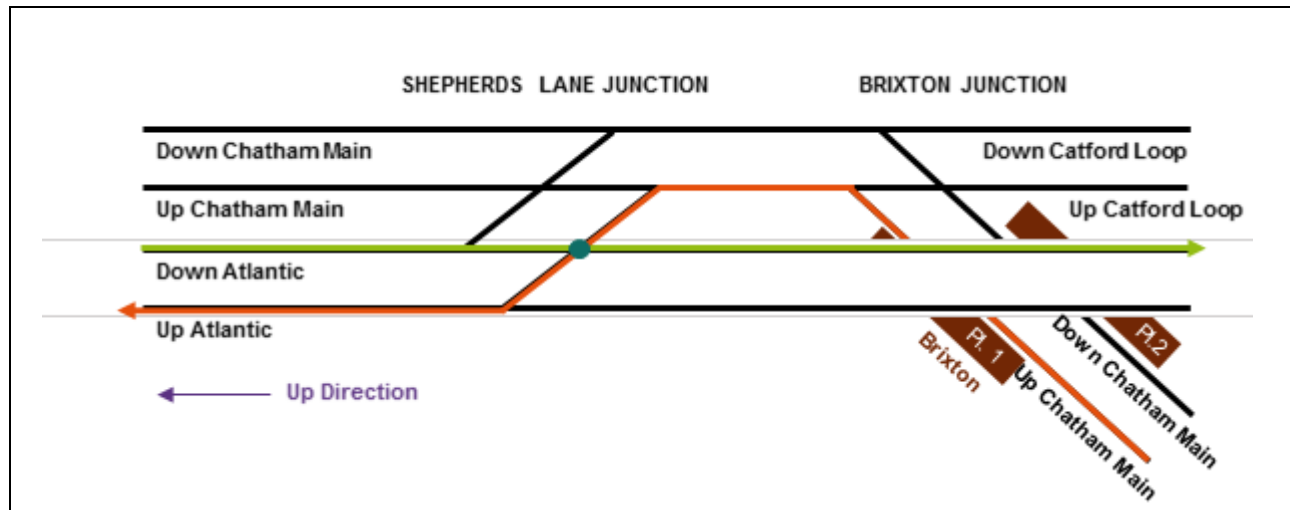 SHEPHERDS LANE JUNCTION
BRIXTON JUNCTION
Down Chatham Main
Down Catford Loop
Up Chatham Main
Up Catford Loop
Down Atlantic
Up Atlantic
Pl. 1
Pl.2
Brixton
Up Chatham Main
Down Chatham Main
Up Direction